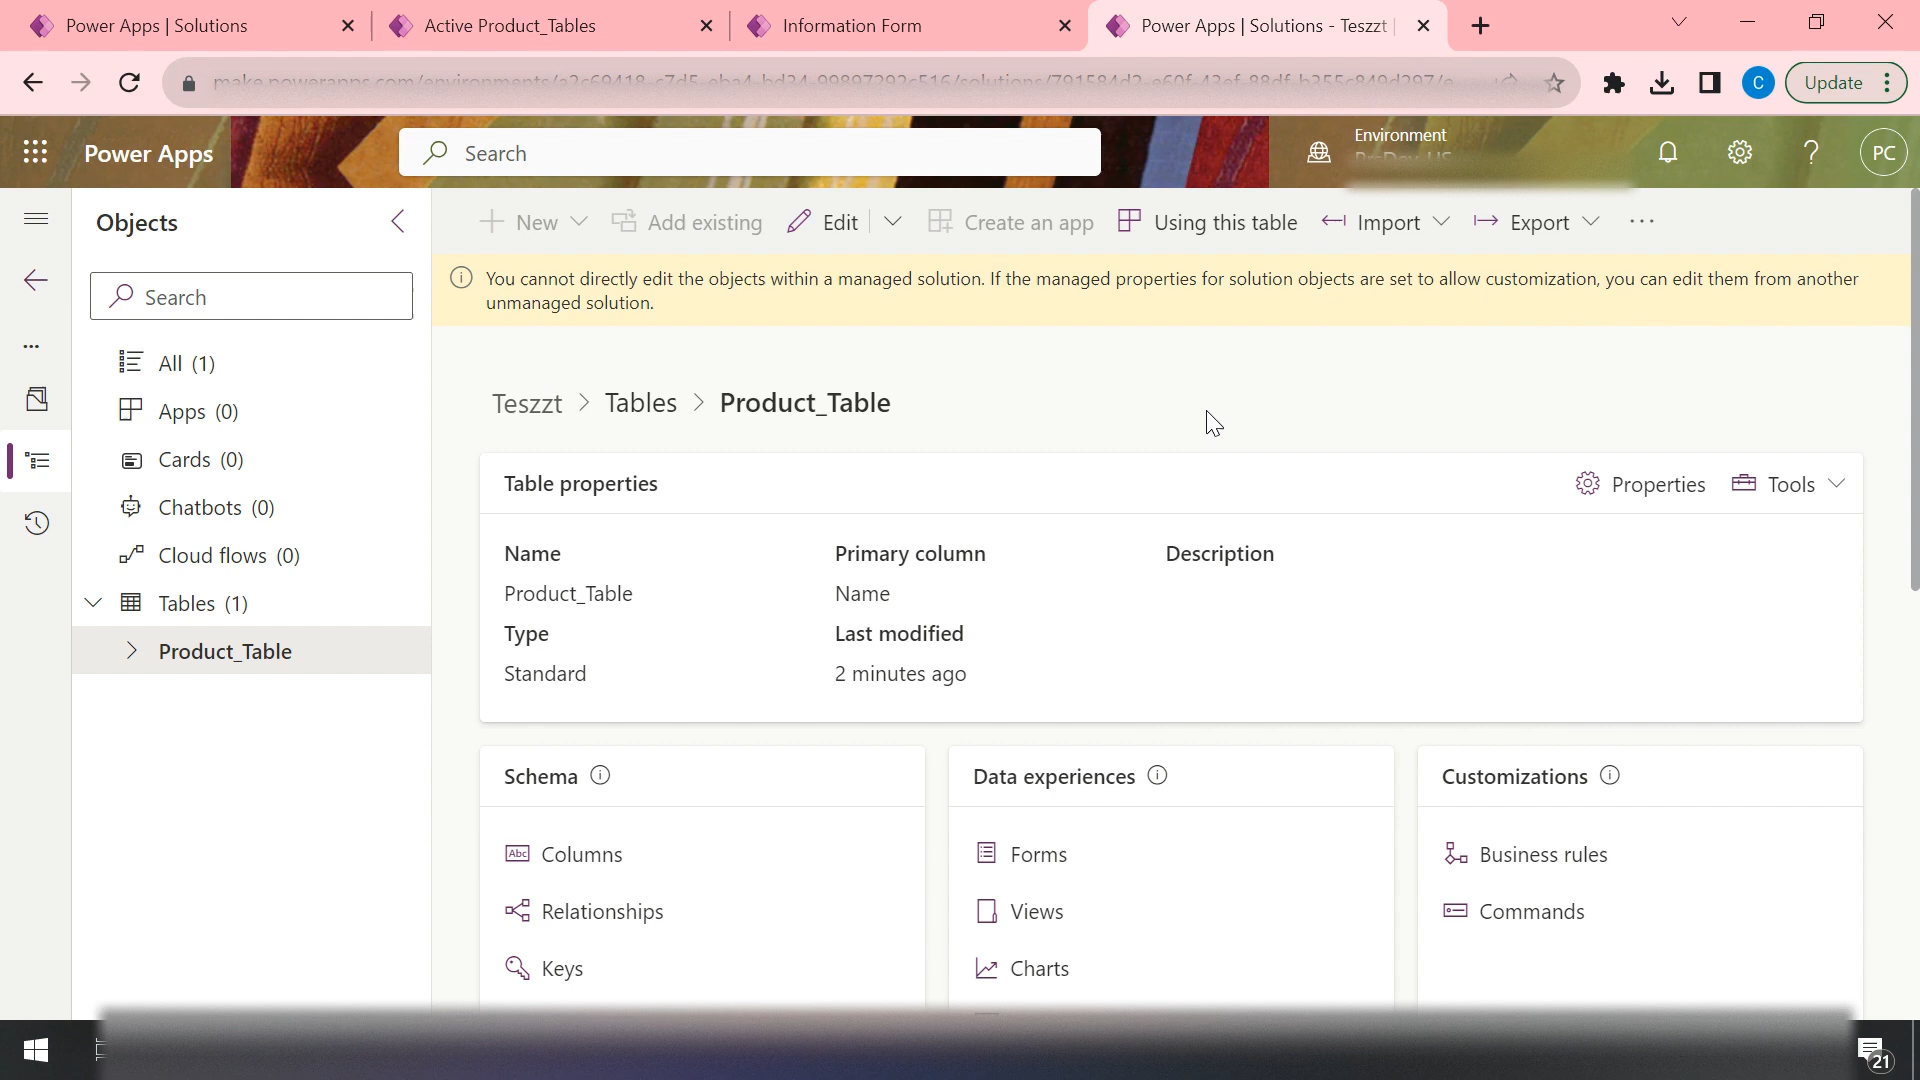 Power Apps | Solutions
Active Product_Tables
Information Form
Power Apps | Solutions - Teszzt |
make.powerapps.com/environments/
Update
Power Apps
Search
Environment
PC
Objects
New
Add existing
Edit
Create an app
Using this table
Import
Export
You cannot directly edit the objects within a managed solution. If the managed properties for solution objects are set to allow customization, you can edit them from another
unmanaged solution.
Search
All (1)
Apps (0)
Cards (0)
Chatbots (0)
Cloud flows (0)
Tables (1)
Product_Table
Teszzt > Tables > Product_Table
Table properties
Properties
Tools
Name
Primary column
Description
Product_Table
Name
Type
Last modified
Standard
2 minutes ago
Schema
Data experiences
Customizations
Abc Columns
Forms
Business rules
Relationships
Views
Commands
Keys
Charts
C
21